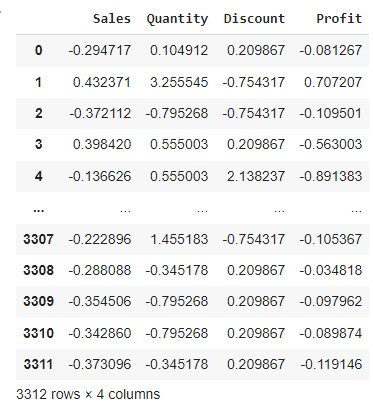 Sales Quantity Discount Profit
0 -0.294717 0.104912 0.209867 -0.081267
1 0.432371 3.255545 -0.754317 0.707207
2 -0.372112 -0.795268 -0.754317 -0.109501
3 0.398420 0.555003 0.209867 -0.563003
4 -0.136626 0.555003 2.138237 -0.891383
... ... ... ... ...
3307 -0.222896 1.455183 -0.754317 -0.105367
3308 -0.288088 -0.345178 0.209867 -0.034818
3309 -0.354506 -0.795268 0.209867 -0.097962
3310 -0.342860 -0.795268 0.209867 -0.089874
3311 -0.373096 -0.345178 0.209867 -0.119146
3312 rows × 4 columns